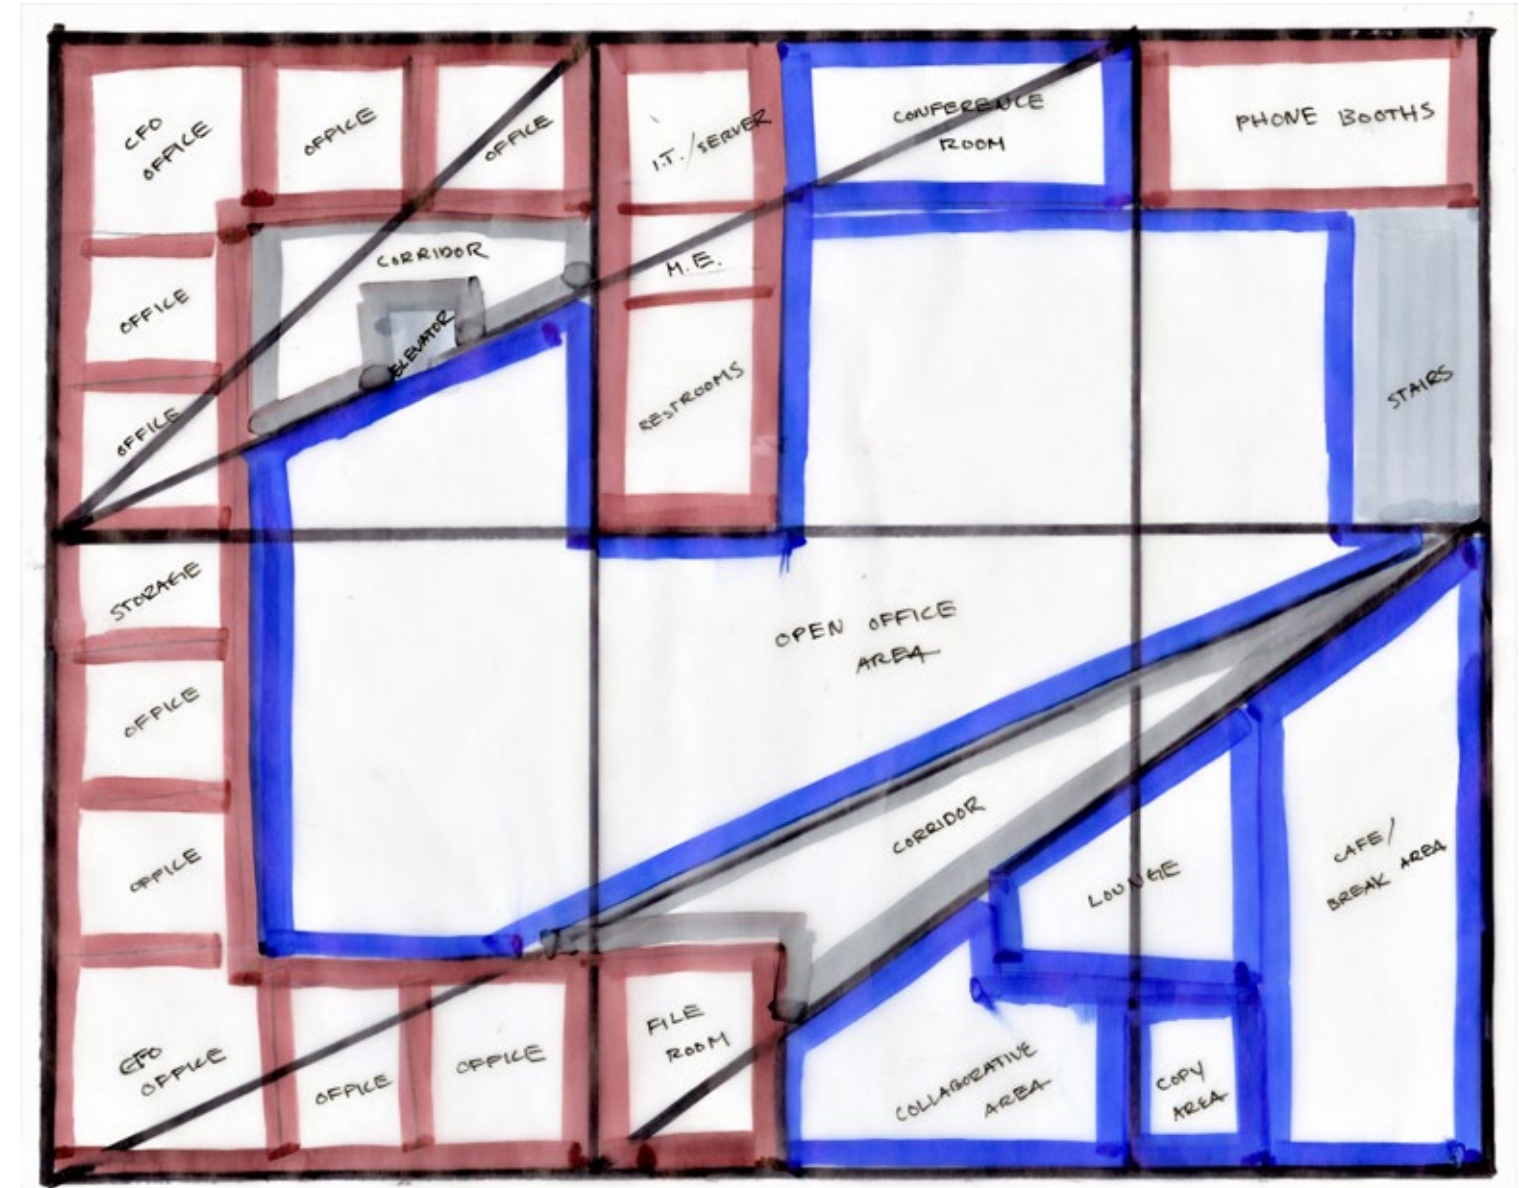 CFO
OFFICE
OFFICE
OFFICE
I.T./SERVER
CONFERENCE
ROOM
PHONE BOOTHS
CORRIDOR
M.E.
OFFICE
ELEVATOR
RESTROOMS
STAIRS
OFFICE
STORAGE
OPEN OFFICE
AREA
OFFICE
CORRIDOR
OFFICE
LOUNGE
CAFE/
BREAK AREA
OFFICE
OFFICE
OFFICE
FILE
ROOM
COLLABORATIVE
AREA
COPY
AREA